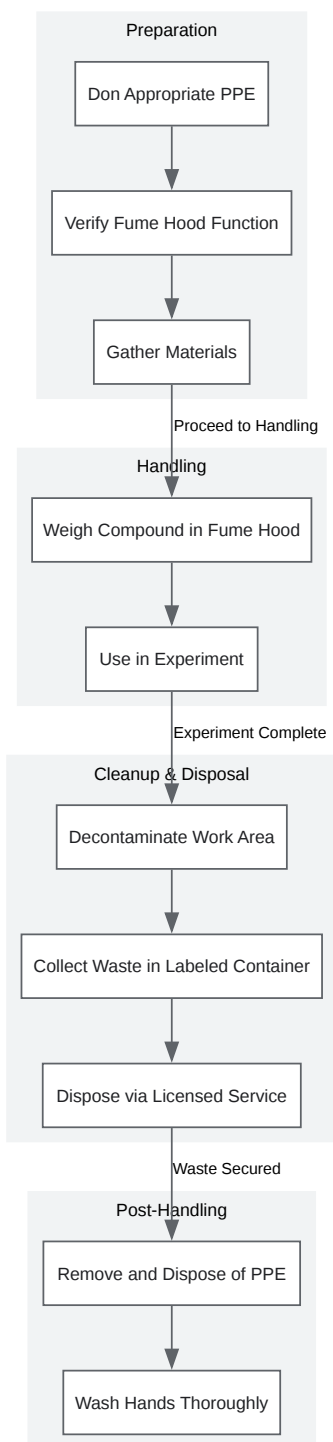 Preparation
Don Appropriate PPE
Verify Fume Hood Function
Gather Materials
Proceed to Handling
Handling
Weigh Compound in Fume Hood
Use in Experiment
Experiment Complete
Cleanup & Disposal
Decontaminate Work Area
Collect Waste in Labeled Container
Dispose via Licensed Service
Waste Secured
Post-Handling
Remove and Dispose of PPE
Wash Hands Thoroughly